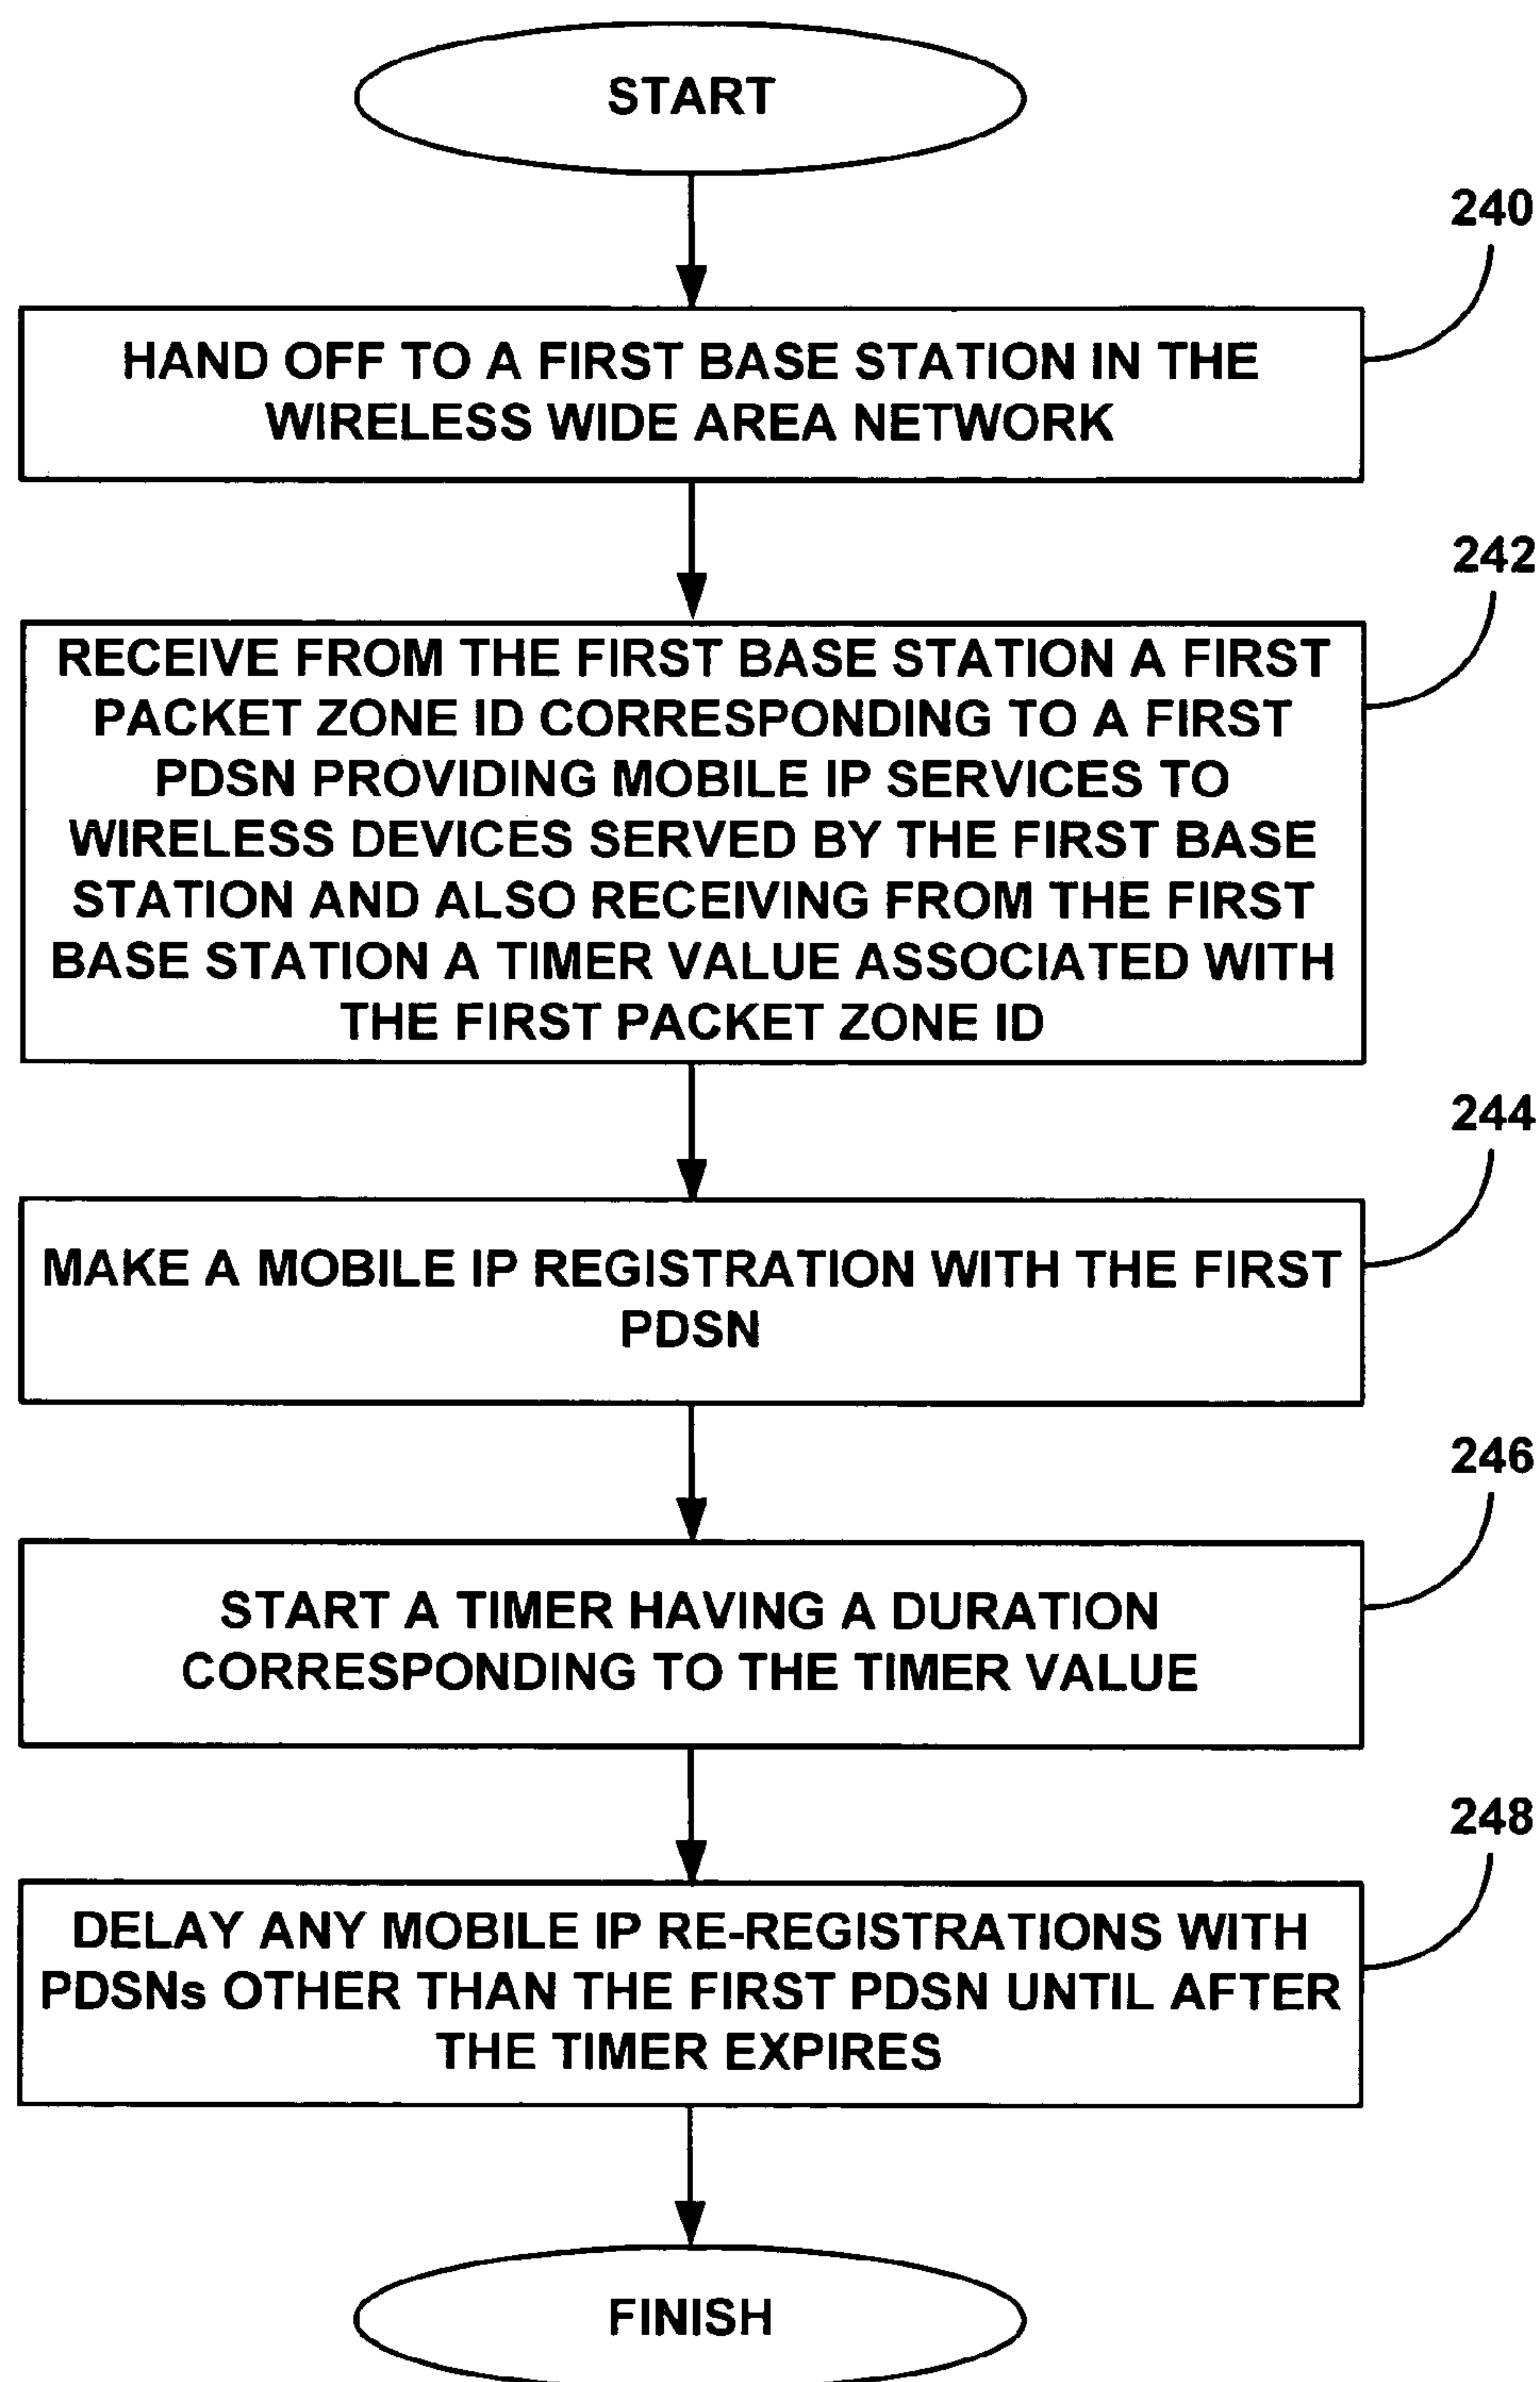 START
240
HAND OFF TO A FIRST BASE STATION IN THE
WIRELESS WIDE AREA NETWORK
242
RECEIVE FROM THE FIRST BASE STATION A FIRST
PACKET ZONE ID CORRESPONDING TO A FIRST
PDSN PROVIDING MOBILE IP SERVICES TO
WIRELESS DEVICES SERVED BY THE FIRST BASE
STATION AND ALSO RECEIVING FROM THE FIRST
BASE STATION A TIMER VALUE ASSOCIATED WITH
THE FIRST PACKET ZONE ID
244
MAKE A MOBILE IP REGISTRATION WITH THE FIRST
PDSN
246
START A TIMER HAVING A DURATION
CORRESPONDING TO THE TIMER VALUE
248
DELAY ANY MOBILE IP RE-REGISTRATIONS WITH
PDSNs OTHER THAN THE FIRST PDSN UNTIL AFTER
THE TIMER EXPIRES
FINISH